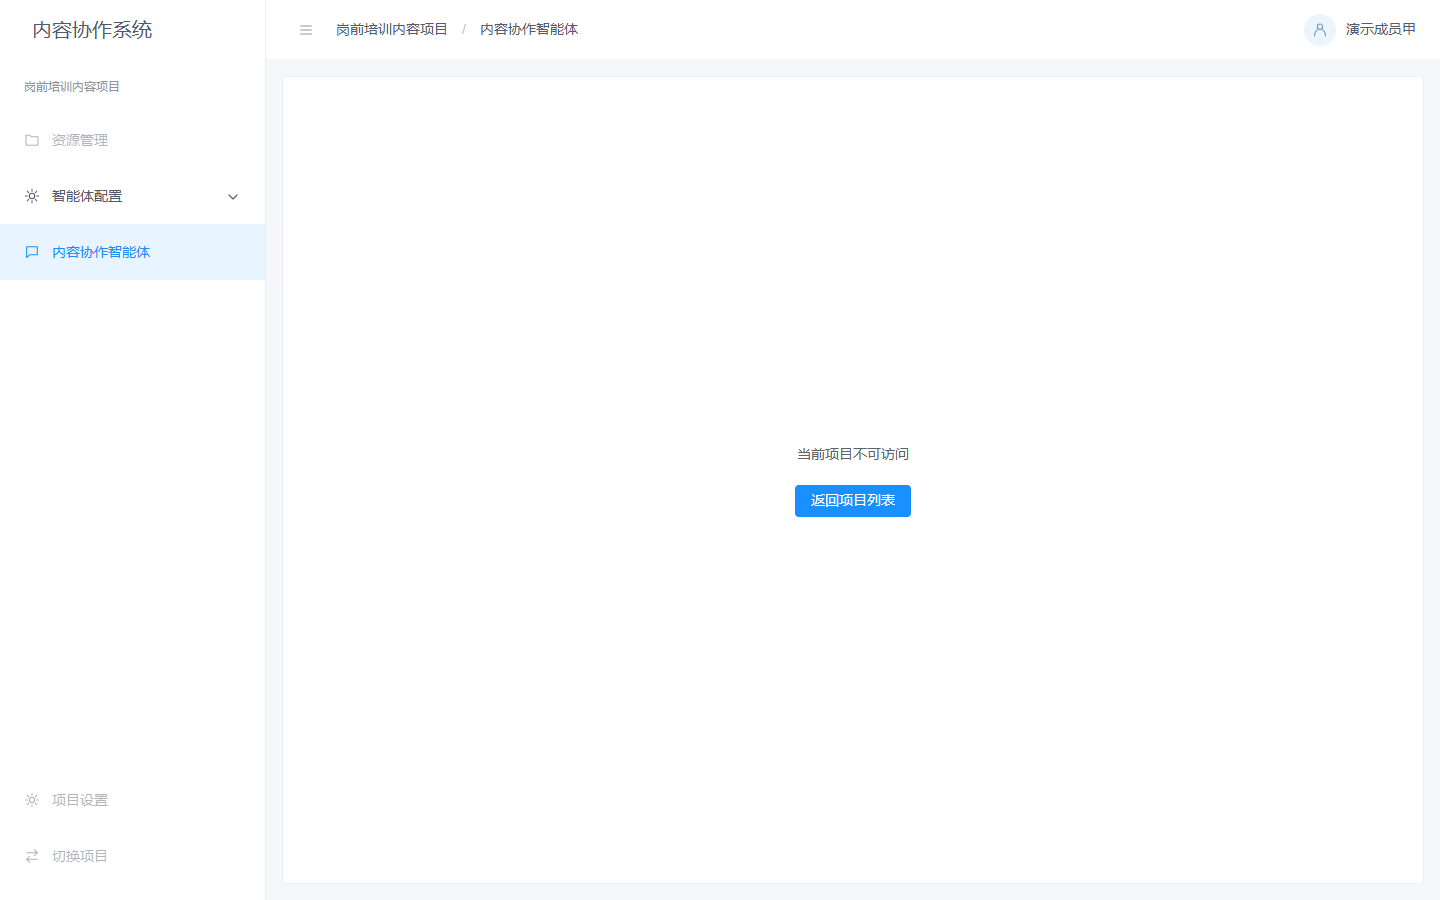 内容协作系统
岗前培训内容项目
资源管理
智能体配置
内容协作智能体
项目设置
切换项目
岗前培训内容项目 / 内容协作智能体
演示成员甲
当前项目不可访问
返回项目列表